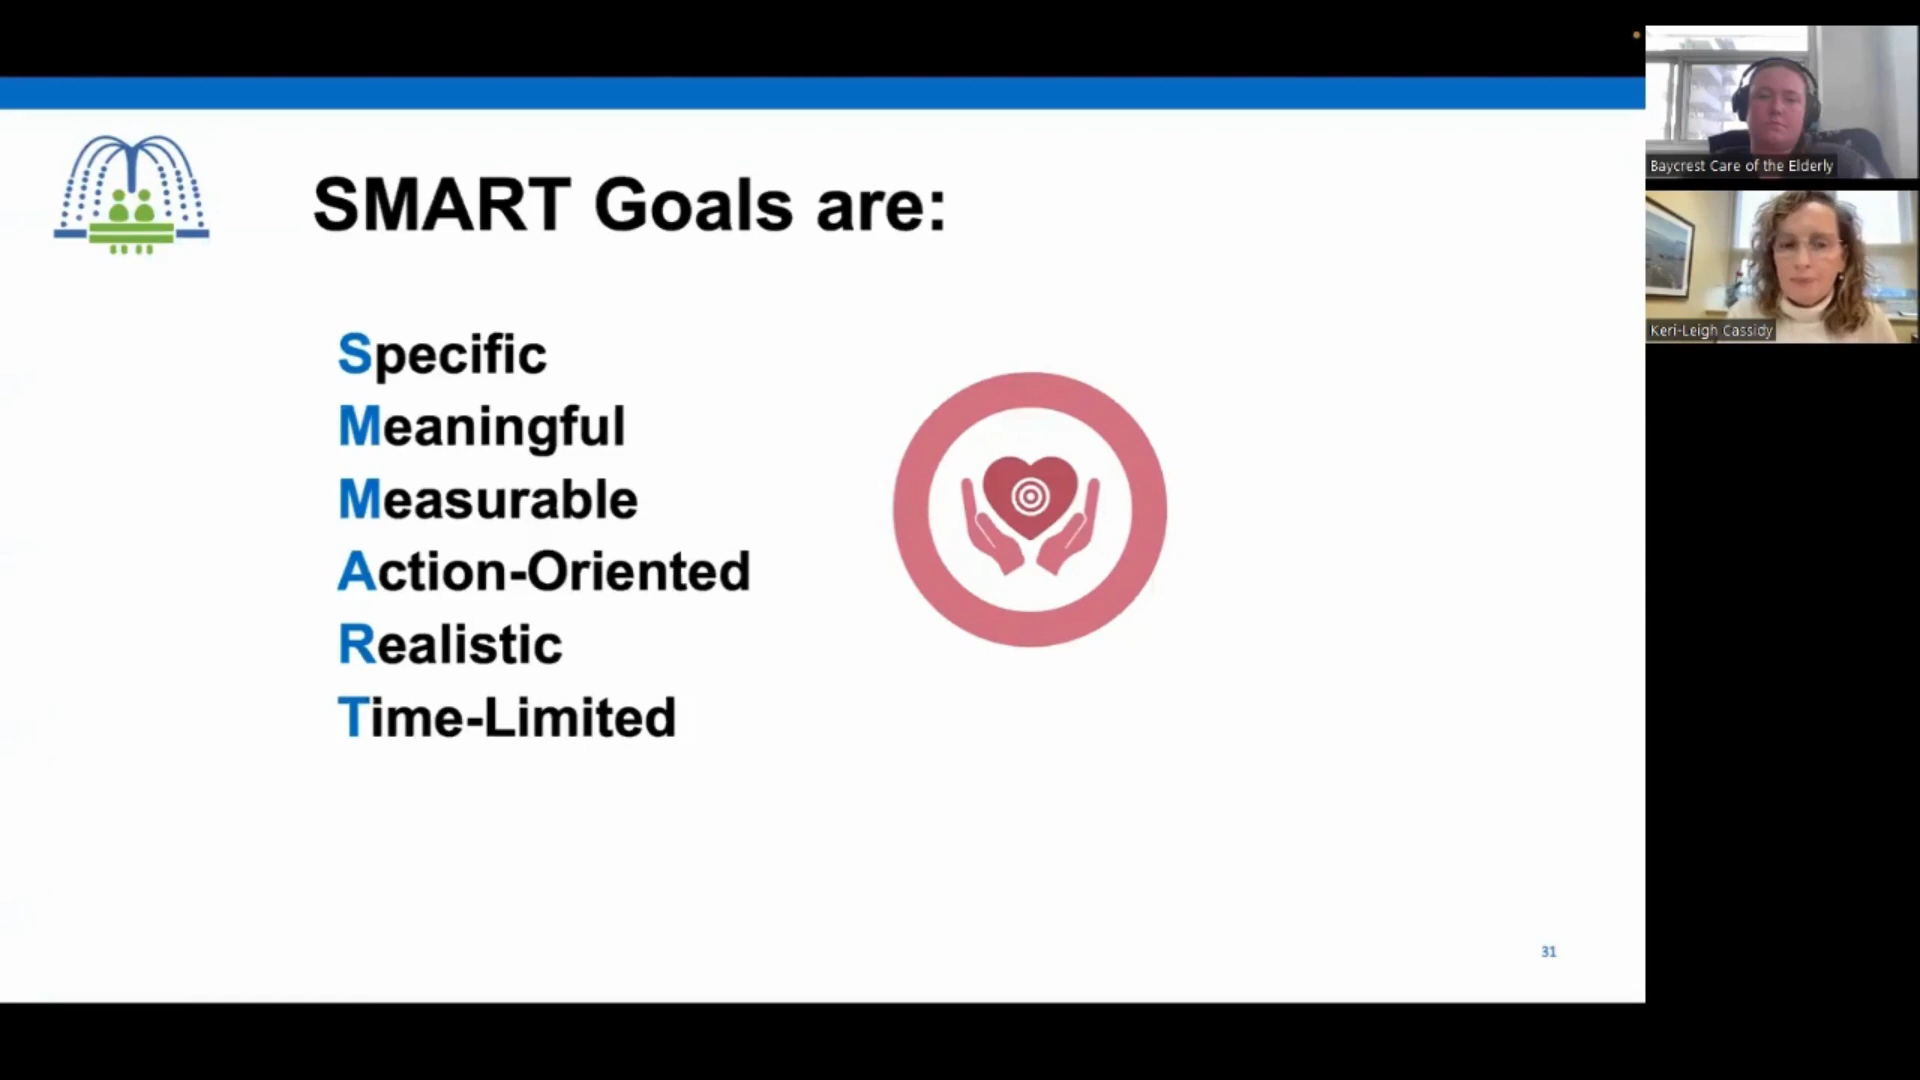 SMART Goals are:
Specific
Meaningful
Measurable
Action-Oriented
Realistic
Time-Limited
31
Baycrest Care of the Elderly
Keri-Leigh Cassidy